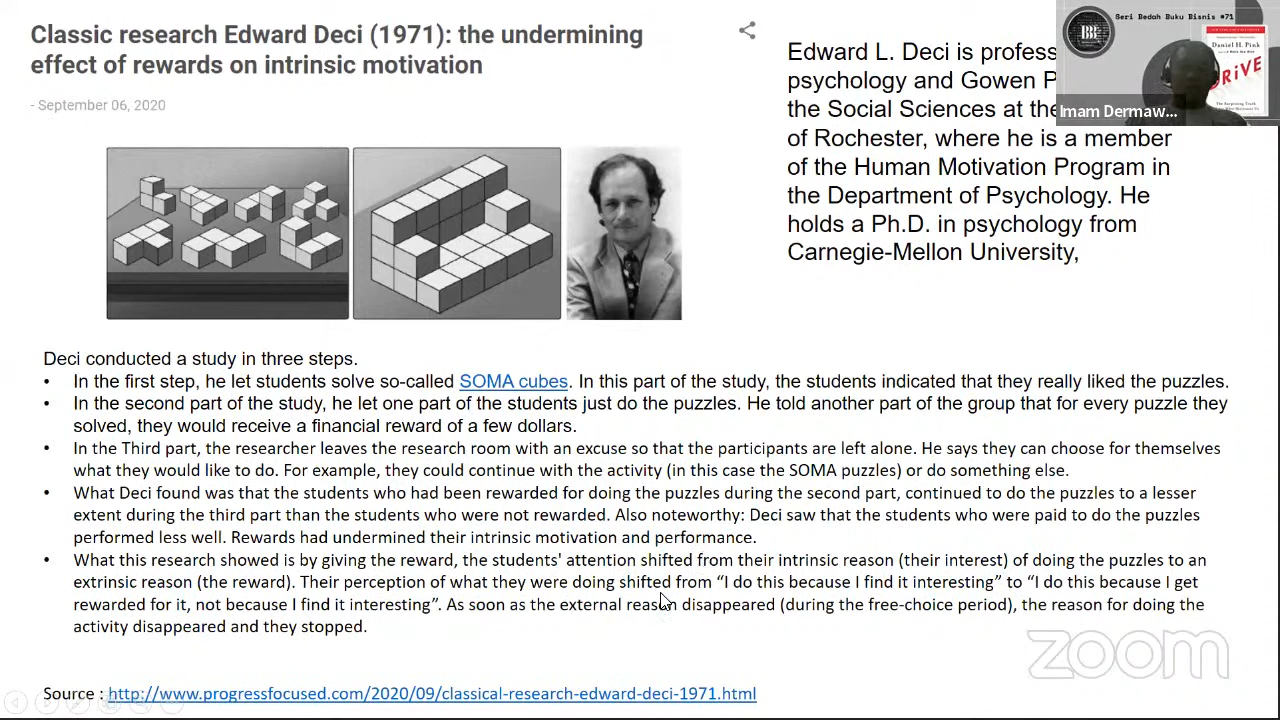 Classic research Edward Deci (1971): the undermining
effect of rewards on intrinsic motivation
- September 06, 2020
Edward L. Deci is profess
psychology and Gowen P
the Social Sciences at the
of Rochester, where he is a member
of the Human Motivation Program in
the Department of Psychology. He
holds a Ph.D. in psychology from
Carnegie-Mellon University,
Seri Bedah Buku Bisnis #71
BB
Daniel H. Pink
DRiVE
Imam Dermaw...
Deci conducted a study in three steps.
• In the first step, he let students solve so-called SOMA cubes. In this part of the study, the students indicated that they really liked the puzzles.
• In the second part of the study, he let one part of the students just do the puzzles. He told another part of the group that for every puzzle they
solved, they would receive a financial reward of a few dollars.
• In the Third part, the researcher leaves the research room with an excuse so that the participants are left alone. He says they can choose for themselves
what they would like to do. For example, they could continue with the activity (in this case the SOMA puzzles) or do something else.
• What Deci found was that the students who had been rewarded for doing the puzzles during the second part, continued to do the puzzles to a lesser
extent during the third part than the students who were not rewarded. Also noteworthy: Deci saw that the students who were paid to do the puzzles
performed less well. Rewards had undermined their intrinsic motivation and performance.
• What this research showed is by giving the reward, the students' attention shifted from their intrinsic reason (their interest) of doing the puzzles to an
extrinsic reason (the reward). Their perception of what they were doing shifted from “I do this because I find it interesting” to “I do this because I get
rewarded for it, not because I find it interesting”. As soon as the external reason disappeared (during the free-choice period), the reason for doing the
activity disappeared and they stopped.
zoom
Source : http://www.progressfocused.com/2020/09/classical-research-edward-deci-1971.html